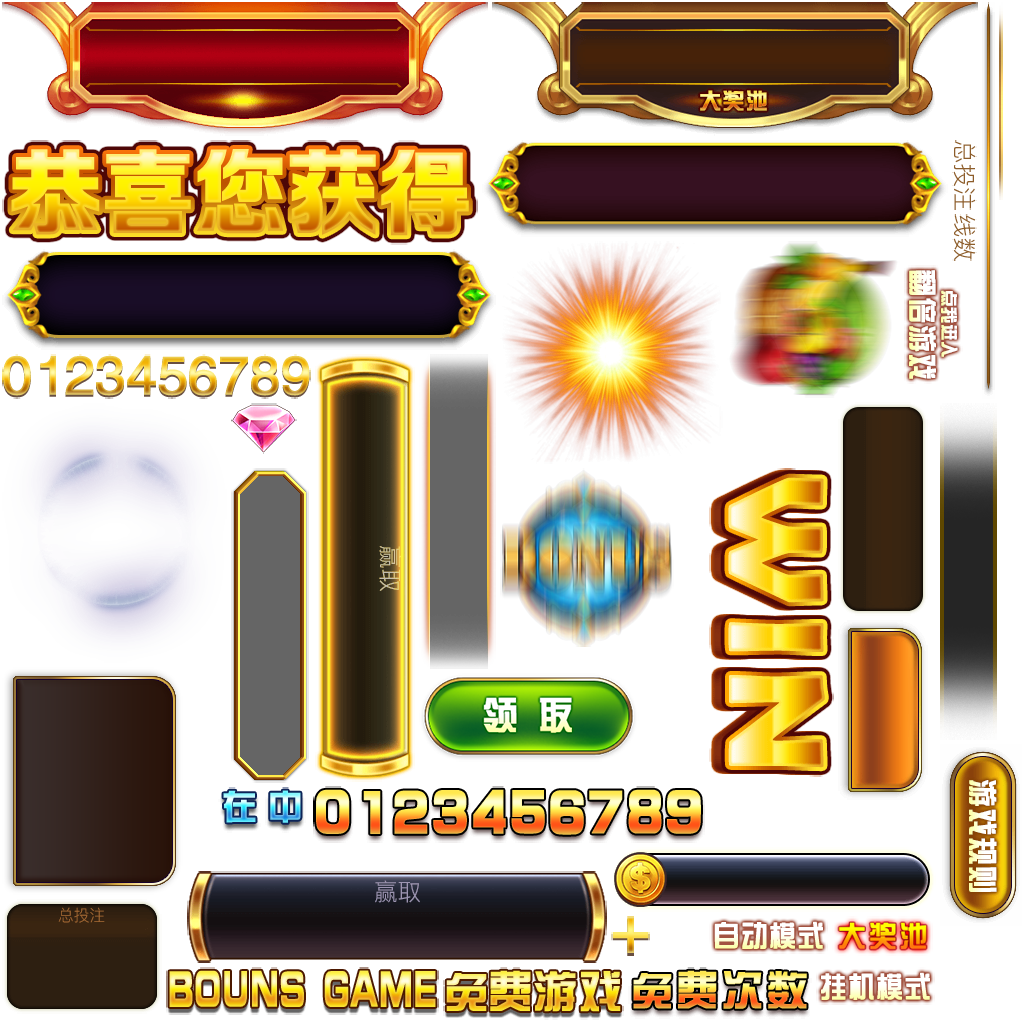 大奖池
恭喜您获得
总投注线数
点我进入
翻倍游戏
0123456789
赢取
WIN
领取
在中
0123456789
游戏规则
赢取
$
总投注
+
自动模式
大奖池
BOUNS GAME
免费游戏
免费次数
挂机模式